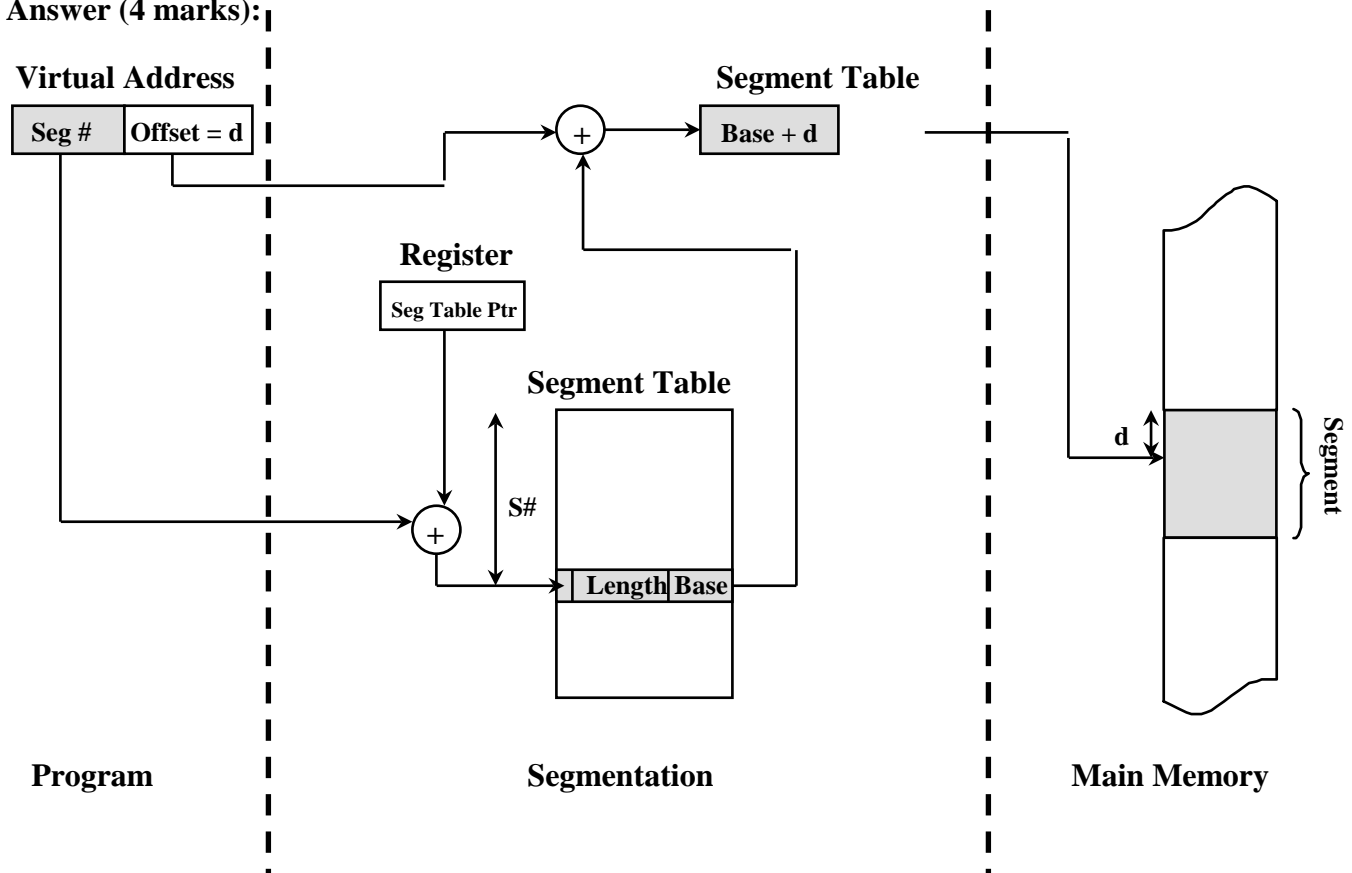 Answer (4 marks):
Virtual Address
Segment Table
Seg #
Offset = d
+
Base + d
Register
Seg Table Ptr
Segment Table
d
Segment
S#
+
Length
Base
Program
Segmentation
Main Memory